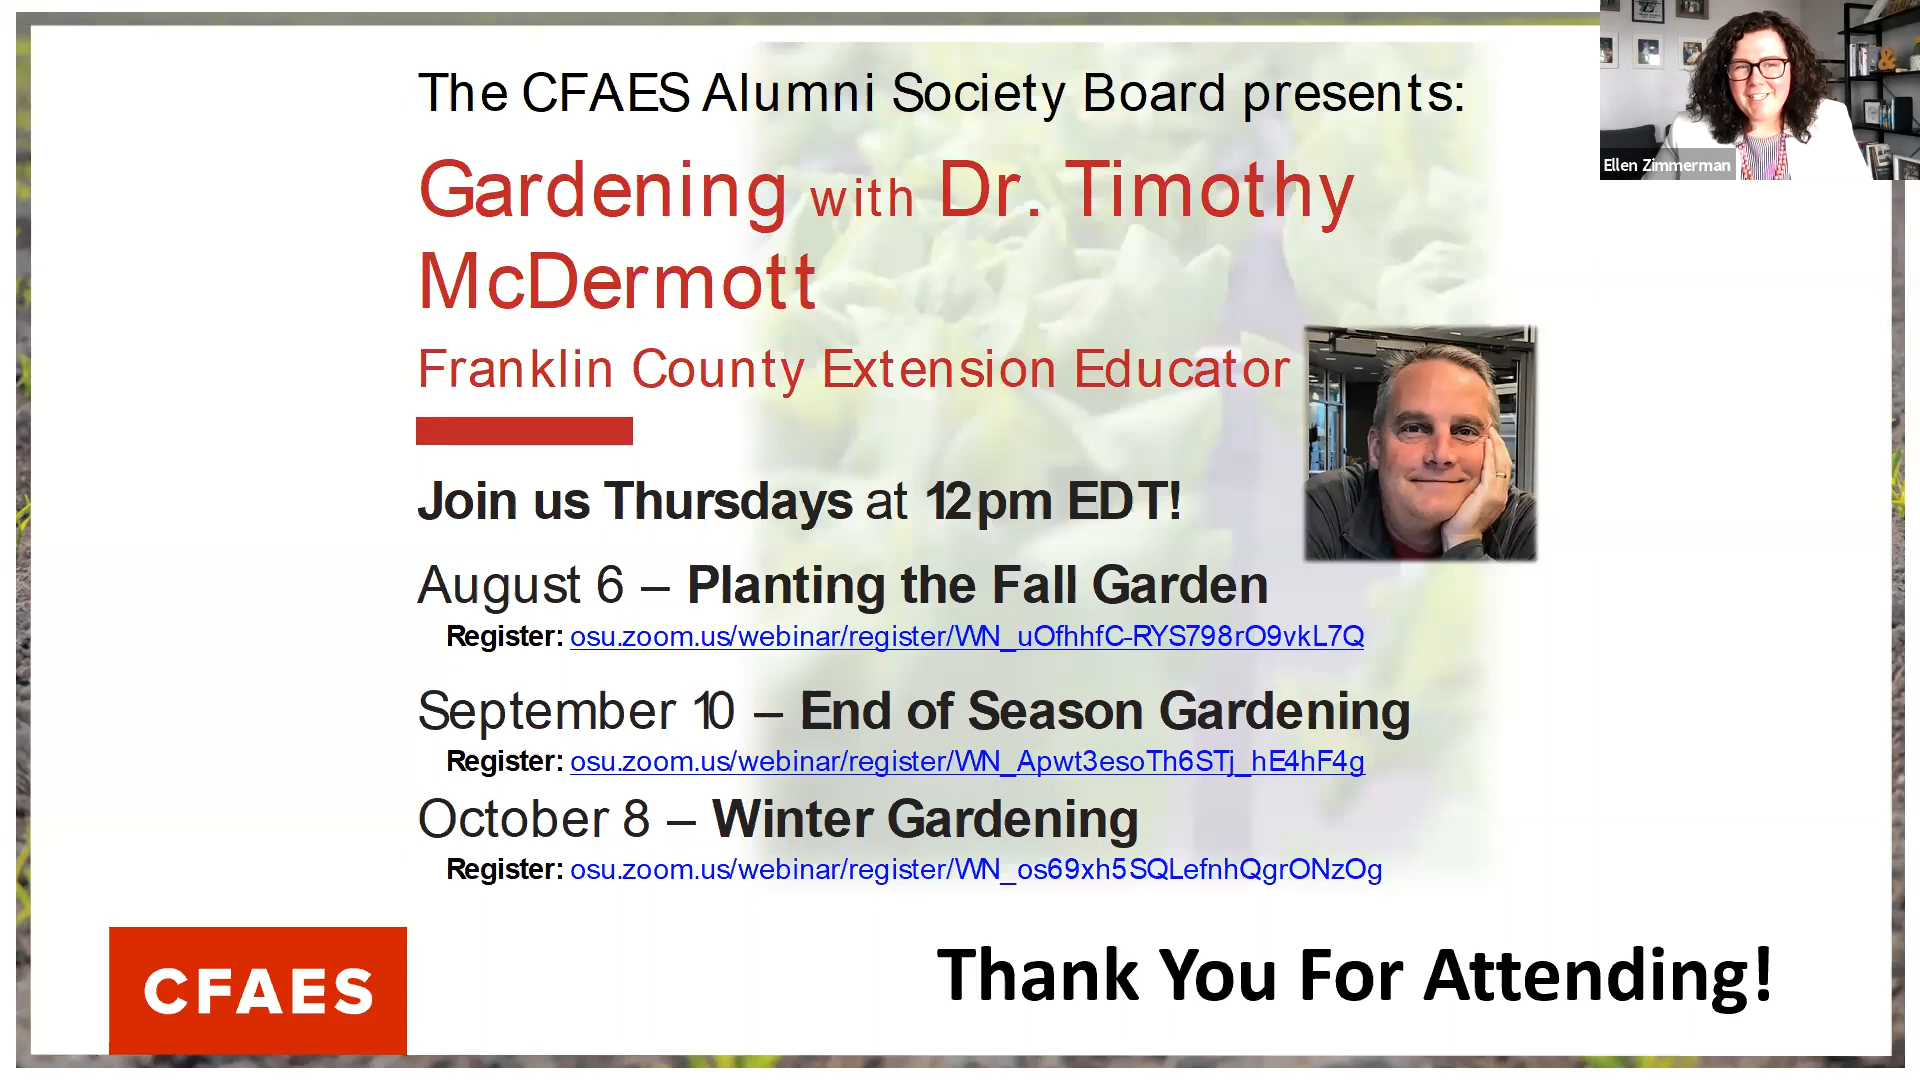 The CFAES Alumni Society Board presents:
Gardening with Dr. Timothy
McDermott
Franklin County Extension Educator
Join us Thursdays at 12pm EDT!
August 6 – Planting the Fall Garden
Register: osu.zoom.us/webinar/register/WN_uOfhhfC-RYS798rO9vkL7Q
September 10 – End of Season Gardening
Register: osu.zoom.us/webinar/register/WN_Apwt3esoTh6STj_hE4hF4g
October 8 – Winter Gardening
Register: osu.zoom.us/webinar/register/WN_os69xh5SQLefnhQgrONzOg
CFAES
Thank You For Attending!
Ellen Zimmerman